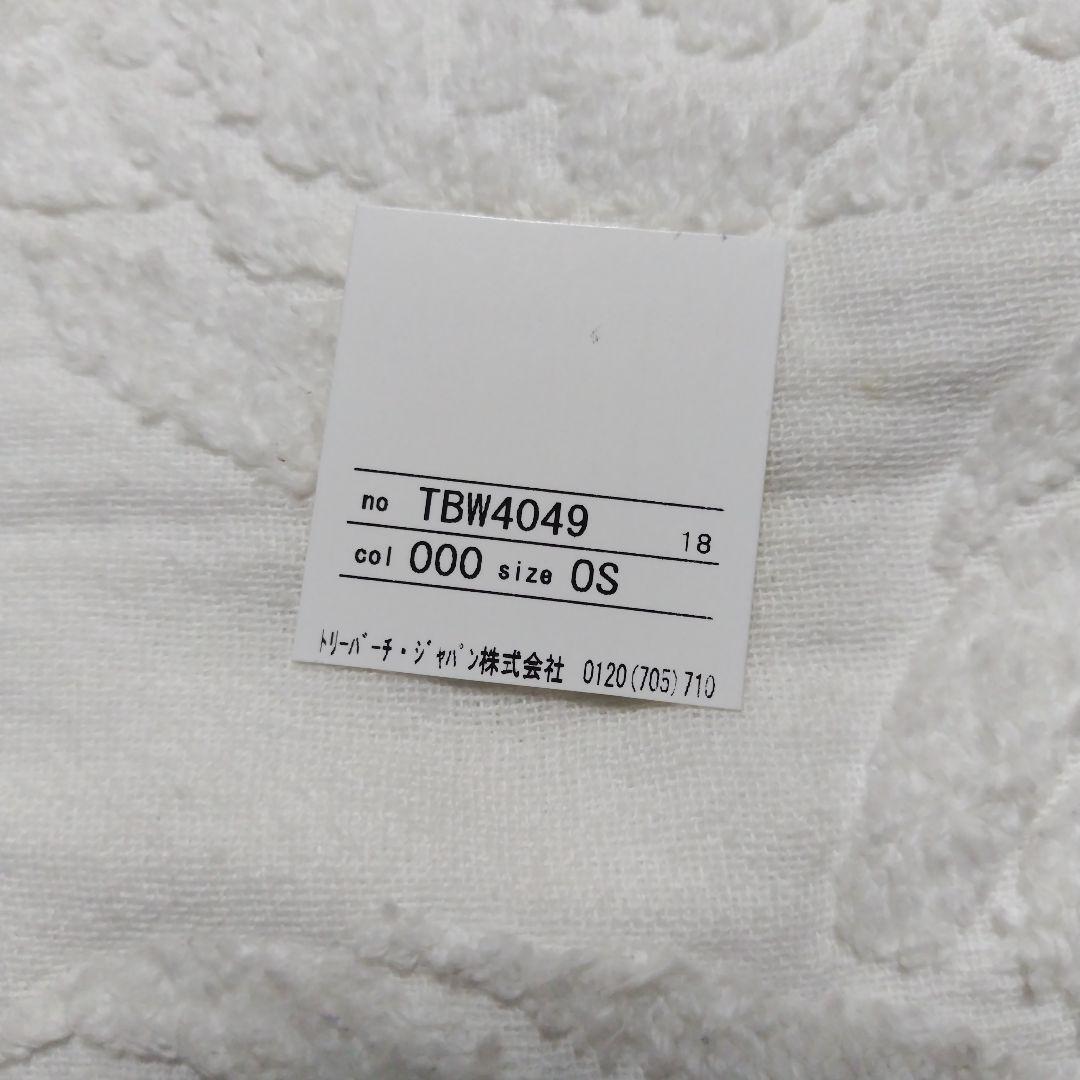 no TBW4049 18
col 000 size OS
トリーバーチ・ジャパン株式会社 0120(705)710